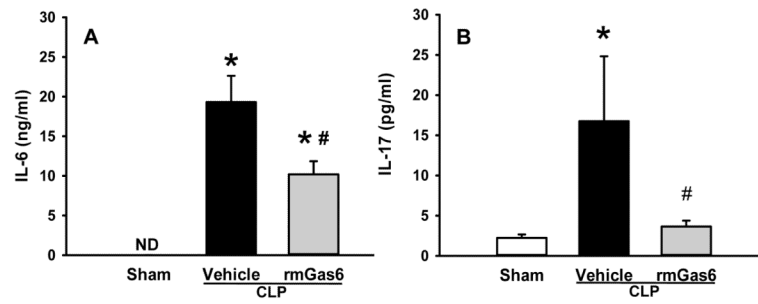 A
IL-6 (ng/ml)
30
25
20
15
10
5
0
*
* #
ND
Sham Vehicle rmGas6
CLP
B
IL-17 (pg/ml)
30
25
20
15
10
5
0
*
#
Sham Vehicle rmGas6
CLP